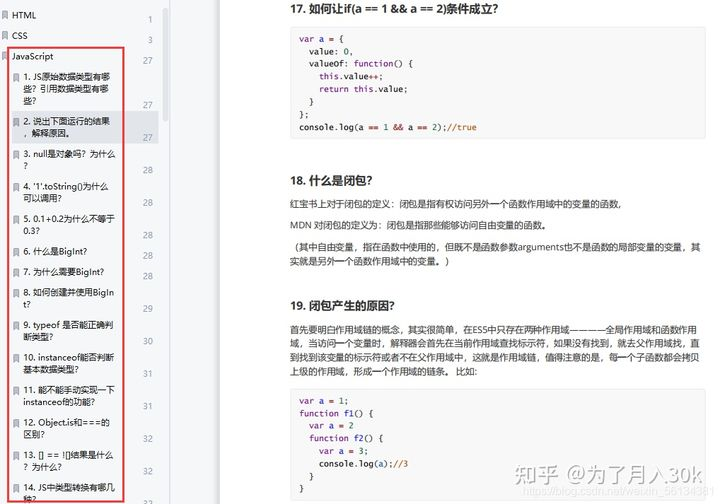 HTML 1
CSS 3
JavaScript 27
1. JS原始数据类型有哪
些？引用数据类型有哪
些？ 27
2. 说出下面运行的结果
，解释原因。 27
3. null是对象吗？为什么
？ 28
4. '1'.toString()为什么
可以调用? 28
5. 0.1+0.2为什么不等于
0.3? 28
6. 什么是BigInt? 28
7. 为什么需要BigInt? 28
8. 如何创建并使用BigIn
t? 29
9. typeof 是否能正确判
断类型? 30
10. instanceof能否判断
基本数据类型? 31
11. 能不能手动实现一下
instanceof的功能? 31
12. Object.is和===的
区别? 32
13. [] == ![]结果是什么
？为什么? 32
14. JS中类型转换有哪几
种?
17. 如何让if(a == 1 && a == 2)条件成立?
var a = {
value: 0,
valueOf: function() {
this.value++;
return this.value;
}
};
console.log(a == 1 && a == 2);//true
18. 什么是闭包?
红宝书上对于闭包的定义：闭包是指有权访问另外一个函数作用域中的变量的函数,
MDN 对闭包的定义为：闭包是指那些能够访问自由变量的函数。
（其中自由变量，指在函数中使用的，但既不是函数参数arguments也不是函数的局部变量的变量，其
实就是另外一个函数作用域中的变量。）
19. 闭包产生的原因?
首先要明白作用域链的概念，其实很简单，在ES5中只存在两种作用域————全局作用域和函数作用
域，当访问一个变量时，解释器会首先在当前作用域查找标示符，如果没有找到，就去父作用域找，直
到找到该变量的标示符或者不在父作用域中，这就是作用域链，值得注意的是，每一个子函数都会拷贝
上级的作用域，形成一个作用域的链条。 比如:
var a = 1;
function f1() {
var a = 2
function f2() {
var a = 3;
console.log(a);//3
}
}
知乎 @为了月入30k
https://blog.csdn.net/weixin_56134381